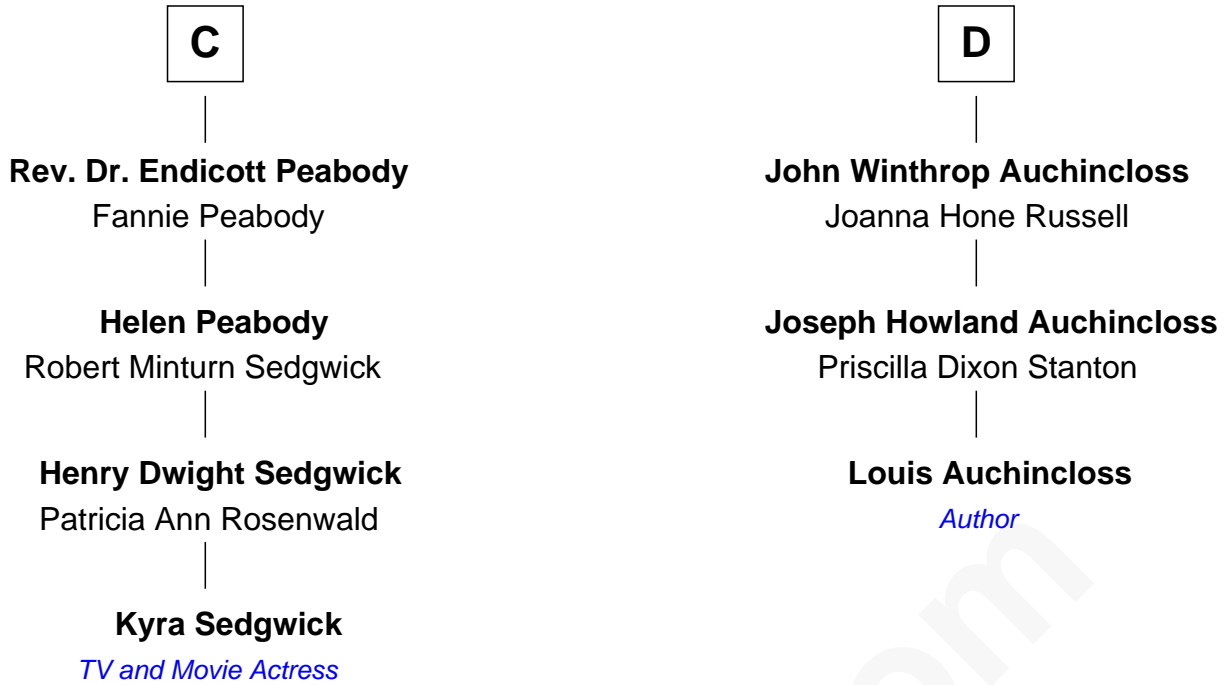 C
Rev. Dr. Endicott Peabody
Fannie Peabody
Helen Peabody
Robert Minturn Sedgwick
Henry Dwight Sedgwick
Patricia Ann Rosenwald
Kyra Sedgwick
TV and Movie Actress
D
John Winthrop Auchincloss
Joanna Hone Russell
Joseph Howland Auchincloss
Priscilla Dixon Stanton
Louis Auchincloss
Author
om